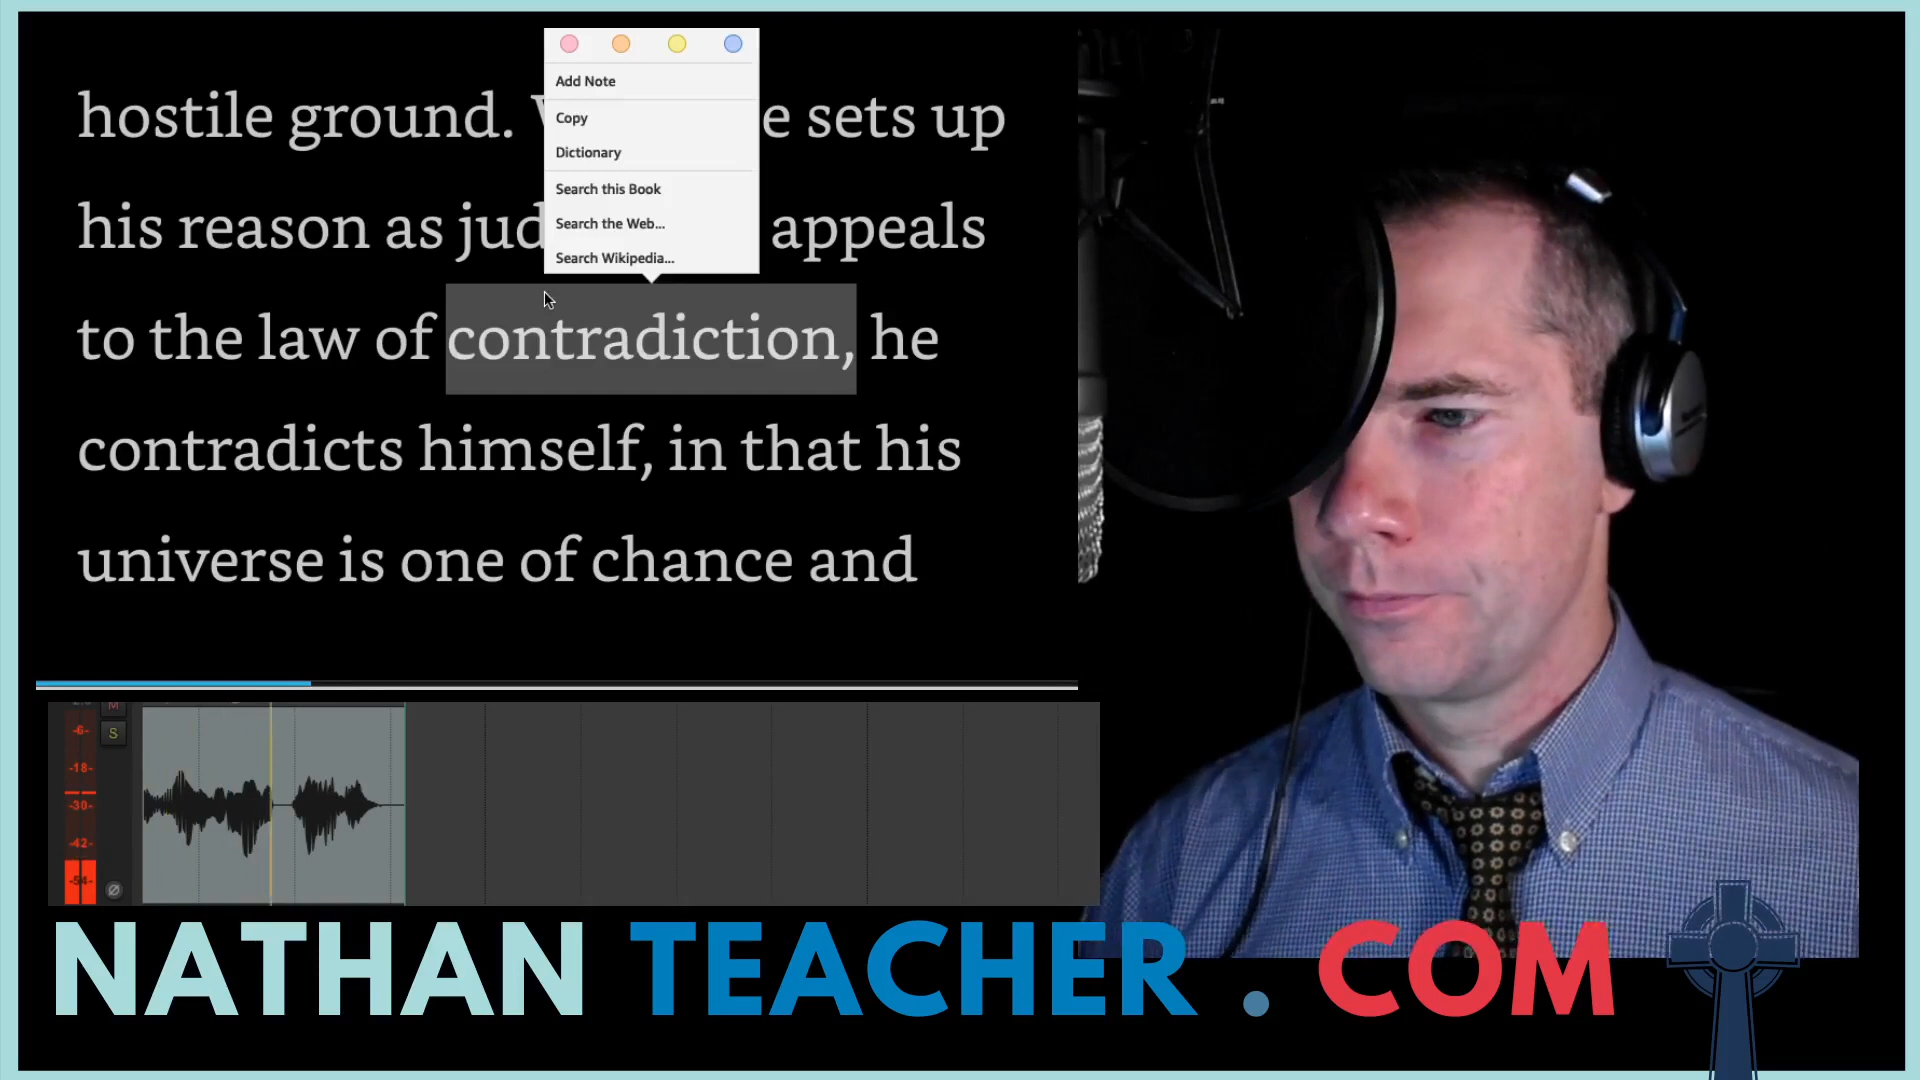 Add Note
Copy
Dictionary
Search this Book
Search the Web...
Search Wikipedia...
hostile ground. e sets up
his reason as jud appeals
to the law of contradiction, he
contradicts himself, in that his
universe is one of chance and
M
S
-6-
-18-
-30-
-42-
-54-
NATHAN TEACHER . COM